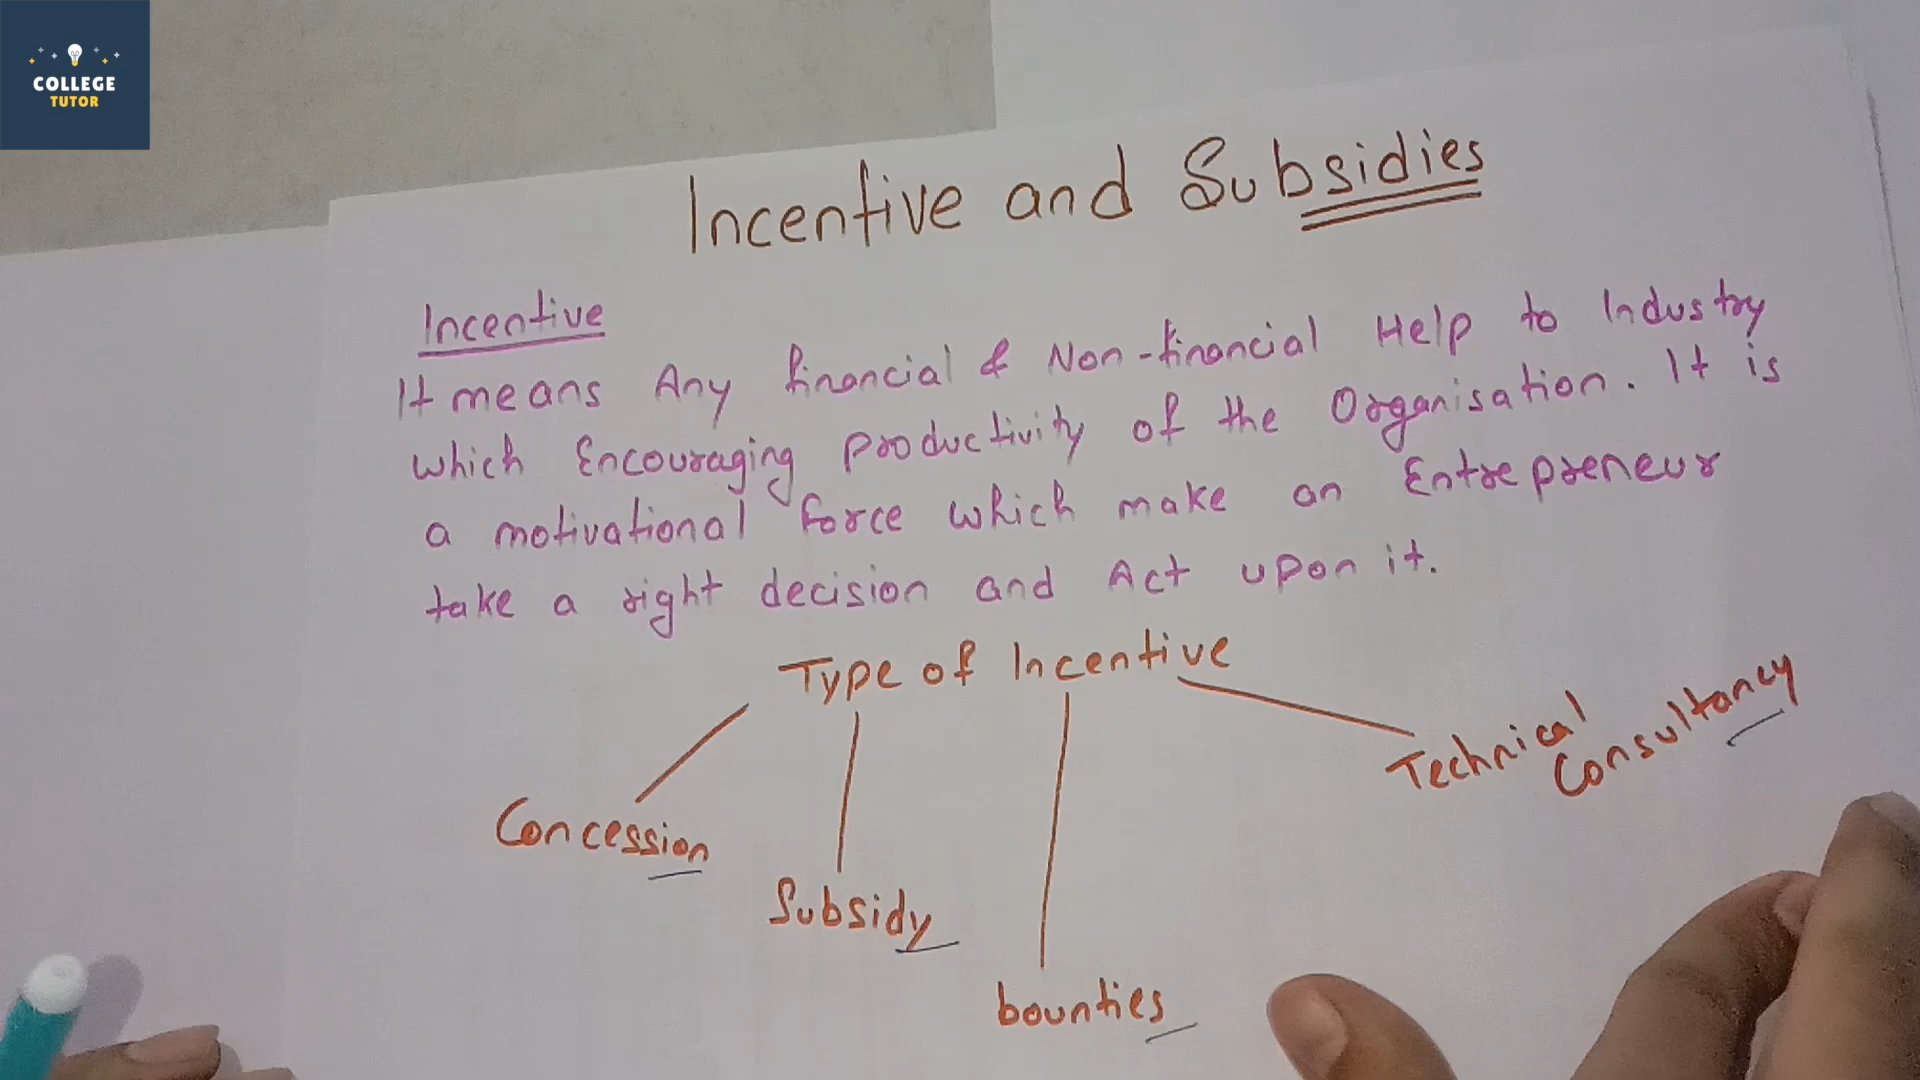 COLLEGE
TUTOR
Incentive and Subsidies
Incentive
It means Any financial & Non-financial Help to Industry
which Encouraging Productivity of the Organisation. It is
a motivational force which make an Entrepreneur
take a right decision and Act upon it.
Type of Incentive
Concession
Subsidy
bounties
Technical
Consultancy